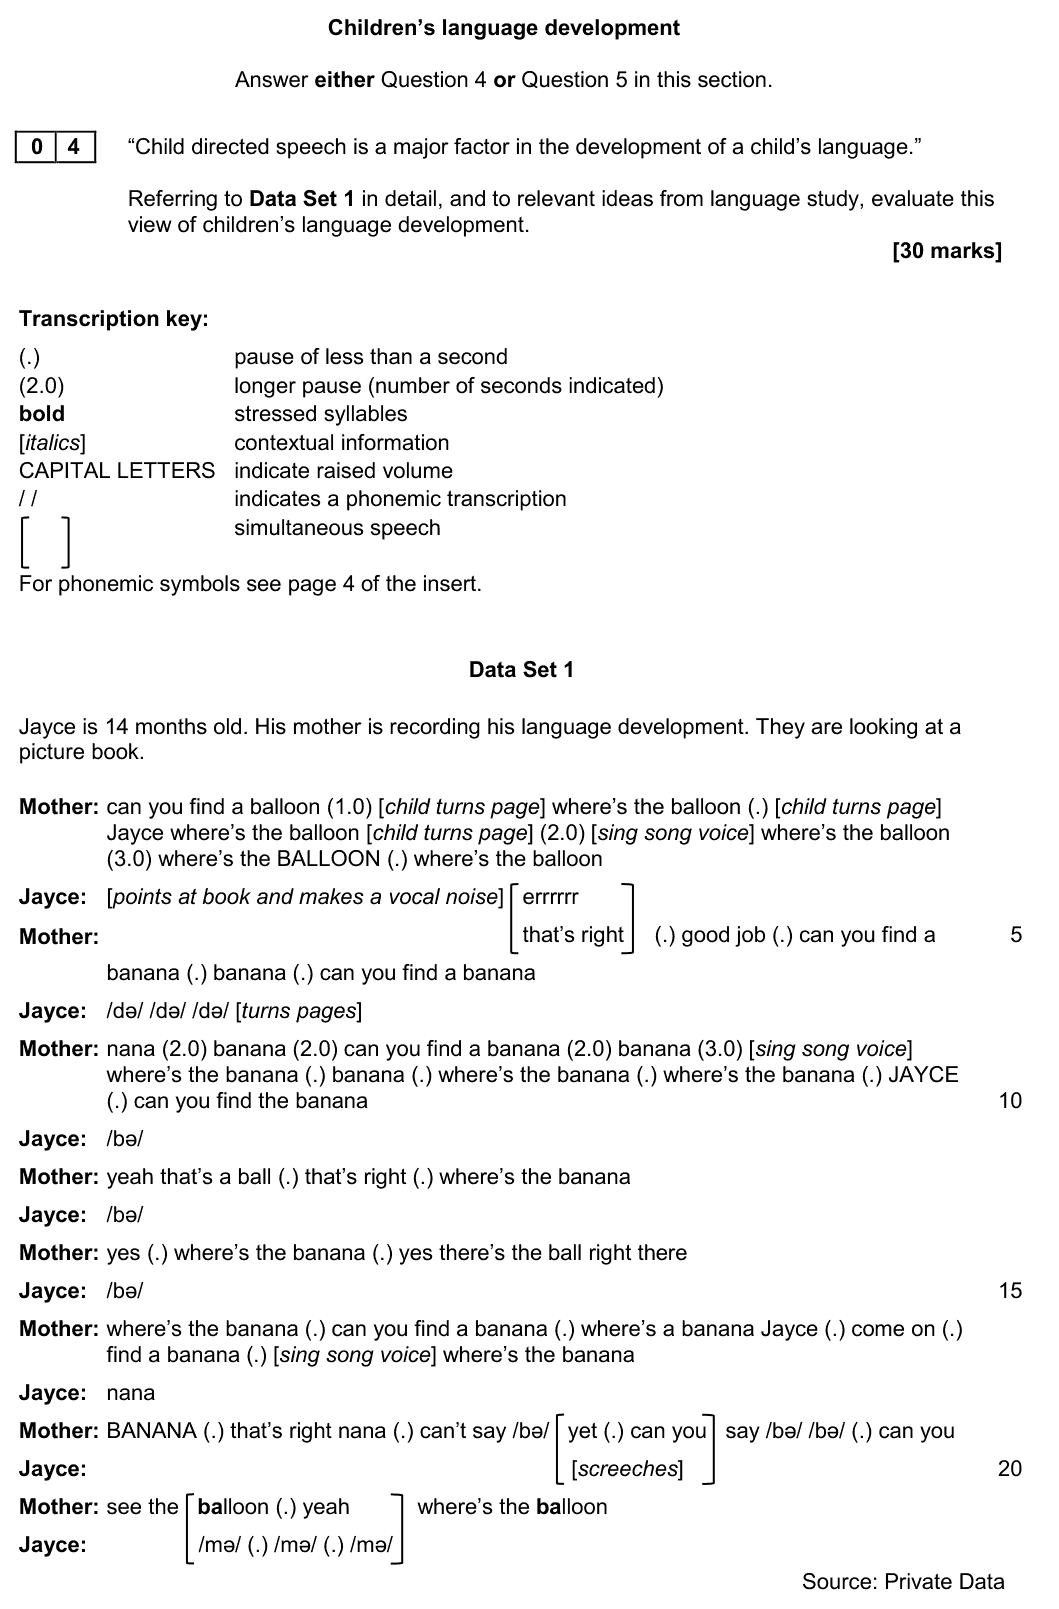 Children's language development
Answer either Question 4 or Question 5 in this section.
0 4 “Child directed speech is a major factor in the development of a child's language.”
Referring to Data Set 1 in detail, and to relevant ideas from language study, evaluate this
view of children's language development.
[30 marks]
Transcription key:
(.) pause of less than a second
(2.0) longer pause (number of seconds indicated)
bold stressed syllables
[italics] contextual information
CAPITAL LETTERS indicate raised volume
/ / indicates a phonemic transcription
[ ] simultaneous speech
For phonemic symbols see page 4 of the insert.
Data Set 1
Jayce is 14 months old. His mother is recording his language development. They are looking at a
picture book.
Mother: can you find a balloon (1.0) [child turns page] where's the balloon (.) [child turns page]
Jayce where's the balloon [child turns page] (2.0) [sing song voice] where's the balloon
(3.0) where's the BALLOON (.) where's the balloon
Jayce: [points at book and makes a vocal noise] [errrrrr
Mother: that's right] (.) good job (.) can you find a 5
banana (.) banana (.) can you find a banana
Jayce: /də/ /də/ /də/ [turns pages]
Mother: nana (2.0) banana (2.0) can you find a banana (2.0) banana (3.0) [sing song voice]
where's the banana (.) banana (.) where's the banana (.) where's the banana (.) JAYCE
(.) can you find the banana 10
Jayce: /bə/
Mother: yeah that's a ball (.) that's right (.) where's the banana
Jayce: /bə/
Mother: yes (.) where's the banana (.) yes there's the ball right there
Jayce: /bə/ 15
Mother: where's the banana (.) can you find a banana (.) where's a banana Jayce (.) come on (.)
find a banana (.) [sing song voice] where's the banana
Jayce: nana
Mother: BANANA (.) that's right nana (.) can't say /bə/ [yet (.) can you] say /bə/ /bə/ (.) can you
Jayce: [screeches] 20
Mother: see the [balloon (.) yeah] where's the balloon
Jayce: /mə/ (.) /mə/ (.) /mə/
Source: Private Data